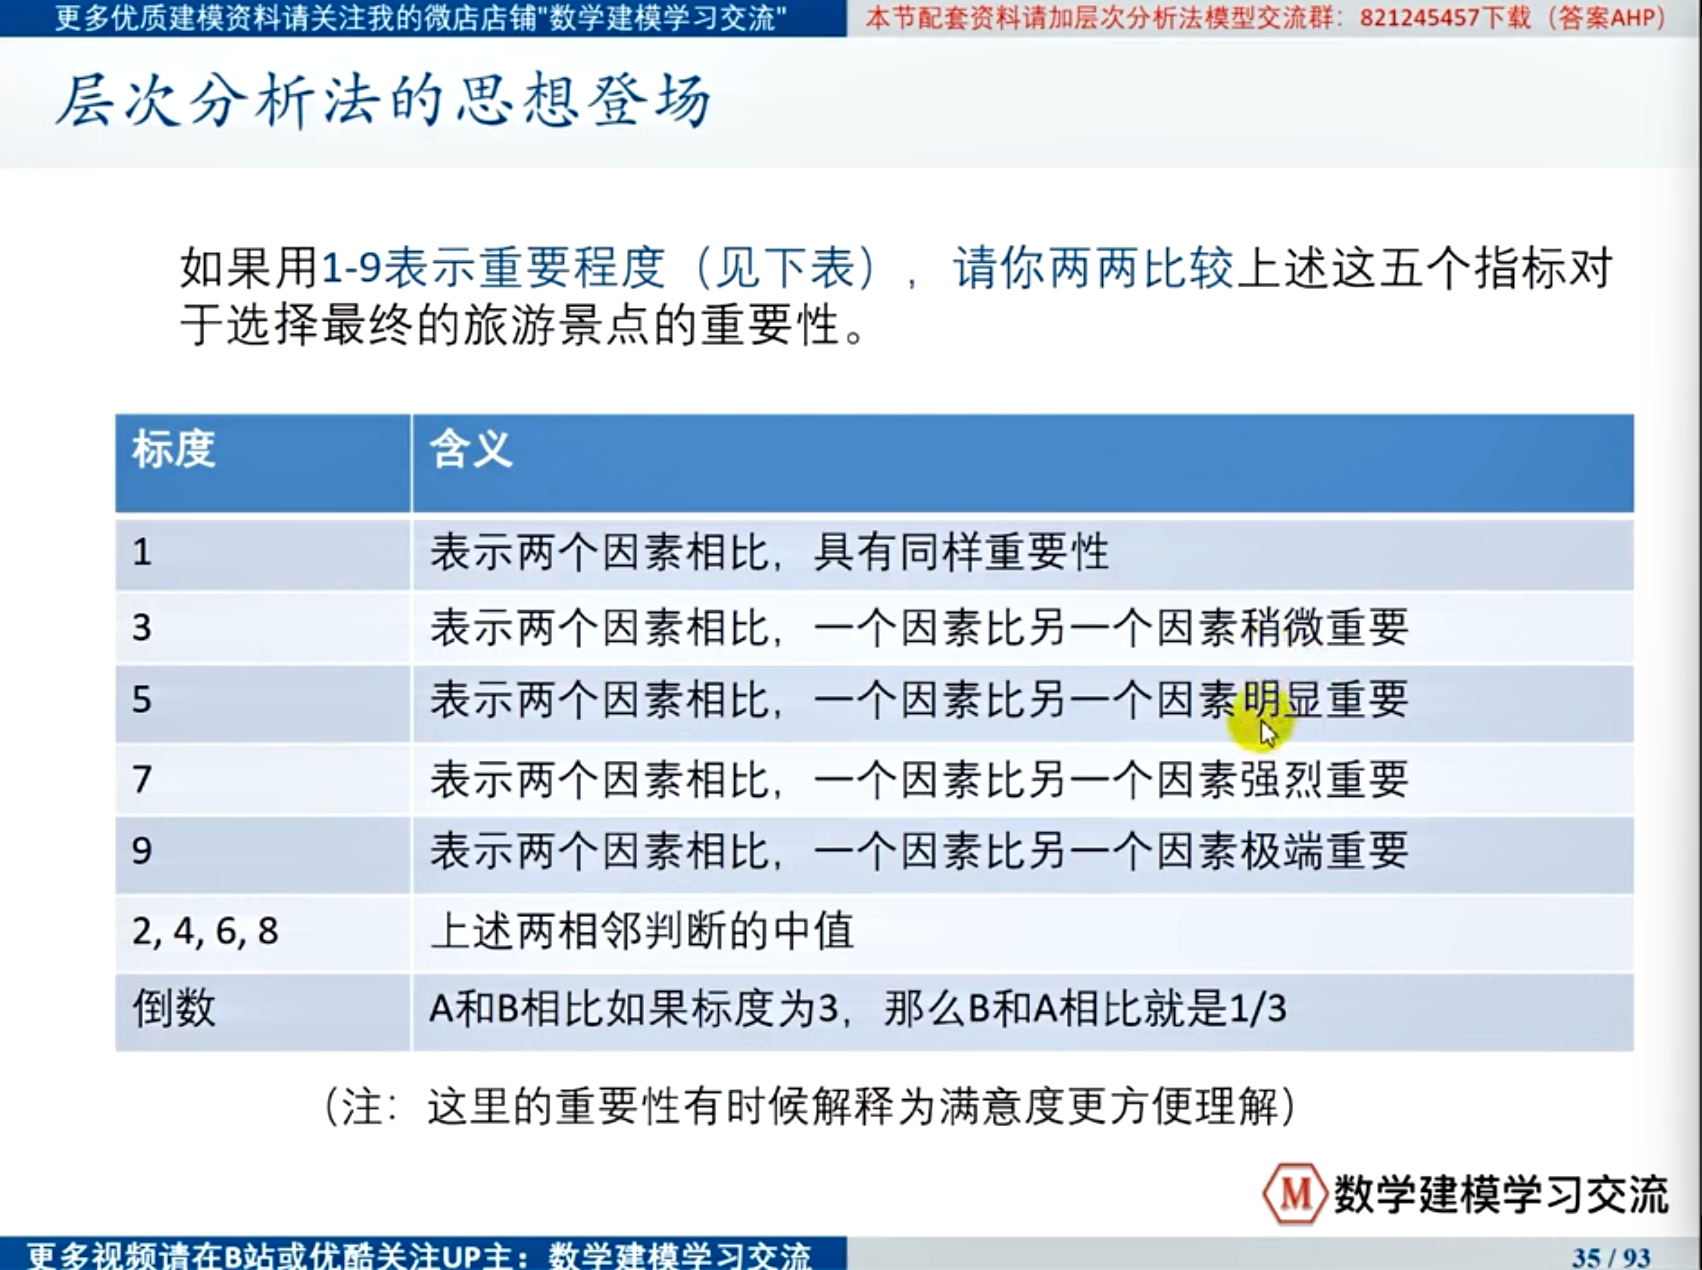 更多优质建模资料请关注我的微店店铺"数学建模学习交流"
本节配套资料请加层次分析法模型交流群：821245457下载（答案AHP）
层次分析法的思想登场
如果用1-9表示重要程度（见下表），请你两两比较上述这五个指标对
于选择最终的旅游景点的重要性。
标度 含义
1 表示两个因素相比，具有同样重要性
3 表示两个因素相比，一个因素比另一个因素稍微重要
5 表示两个因素相比，一个因素比另一个因素明显重要
7 表示两个因素相比，一个因素比另一个因素强烈重要
9 表示两个因素相比，一个因素比另一个因素极端重要
2, 4, 6, 8 上述两相邻判断的中值
倒数 A和B相比如果标度为3，那么B和A相比就是1/3
（注：这里的重要性有时候解释为满意度更方便理解）
M 数学建模学习交流
更多视频请在B站或优酷关注UP主：数学建模学习交流
35 / 93